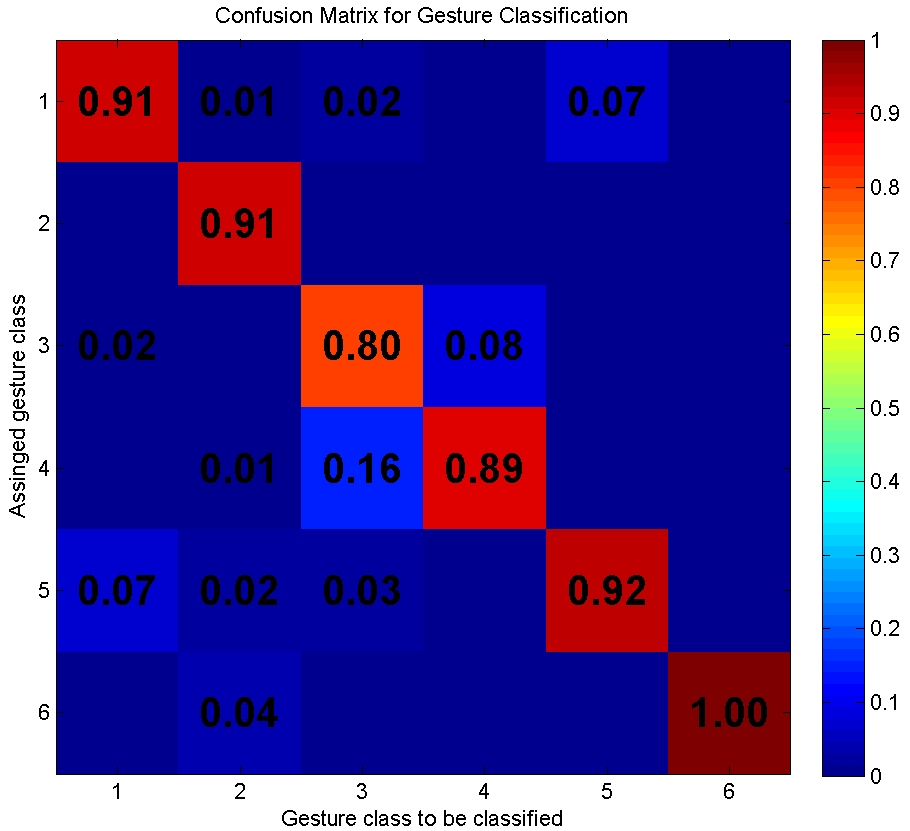 Confusion Matrix for Gesture Classification
1 0.91 0.01 0.02 0.07
2 0.91
3 0.02 0.80 0.08
4 0.01 0.16 0.89
5 0.07 0.02 0.03 0.92
6 0.04 1.00
1 2 3 4 5 6
Gesture class to be classified
Assinged gesture class
1
0.9
0.8
0.7
0.6
0.5
0.4
0.3
0.2
0.1
0